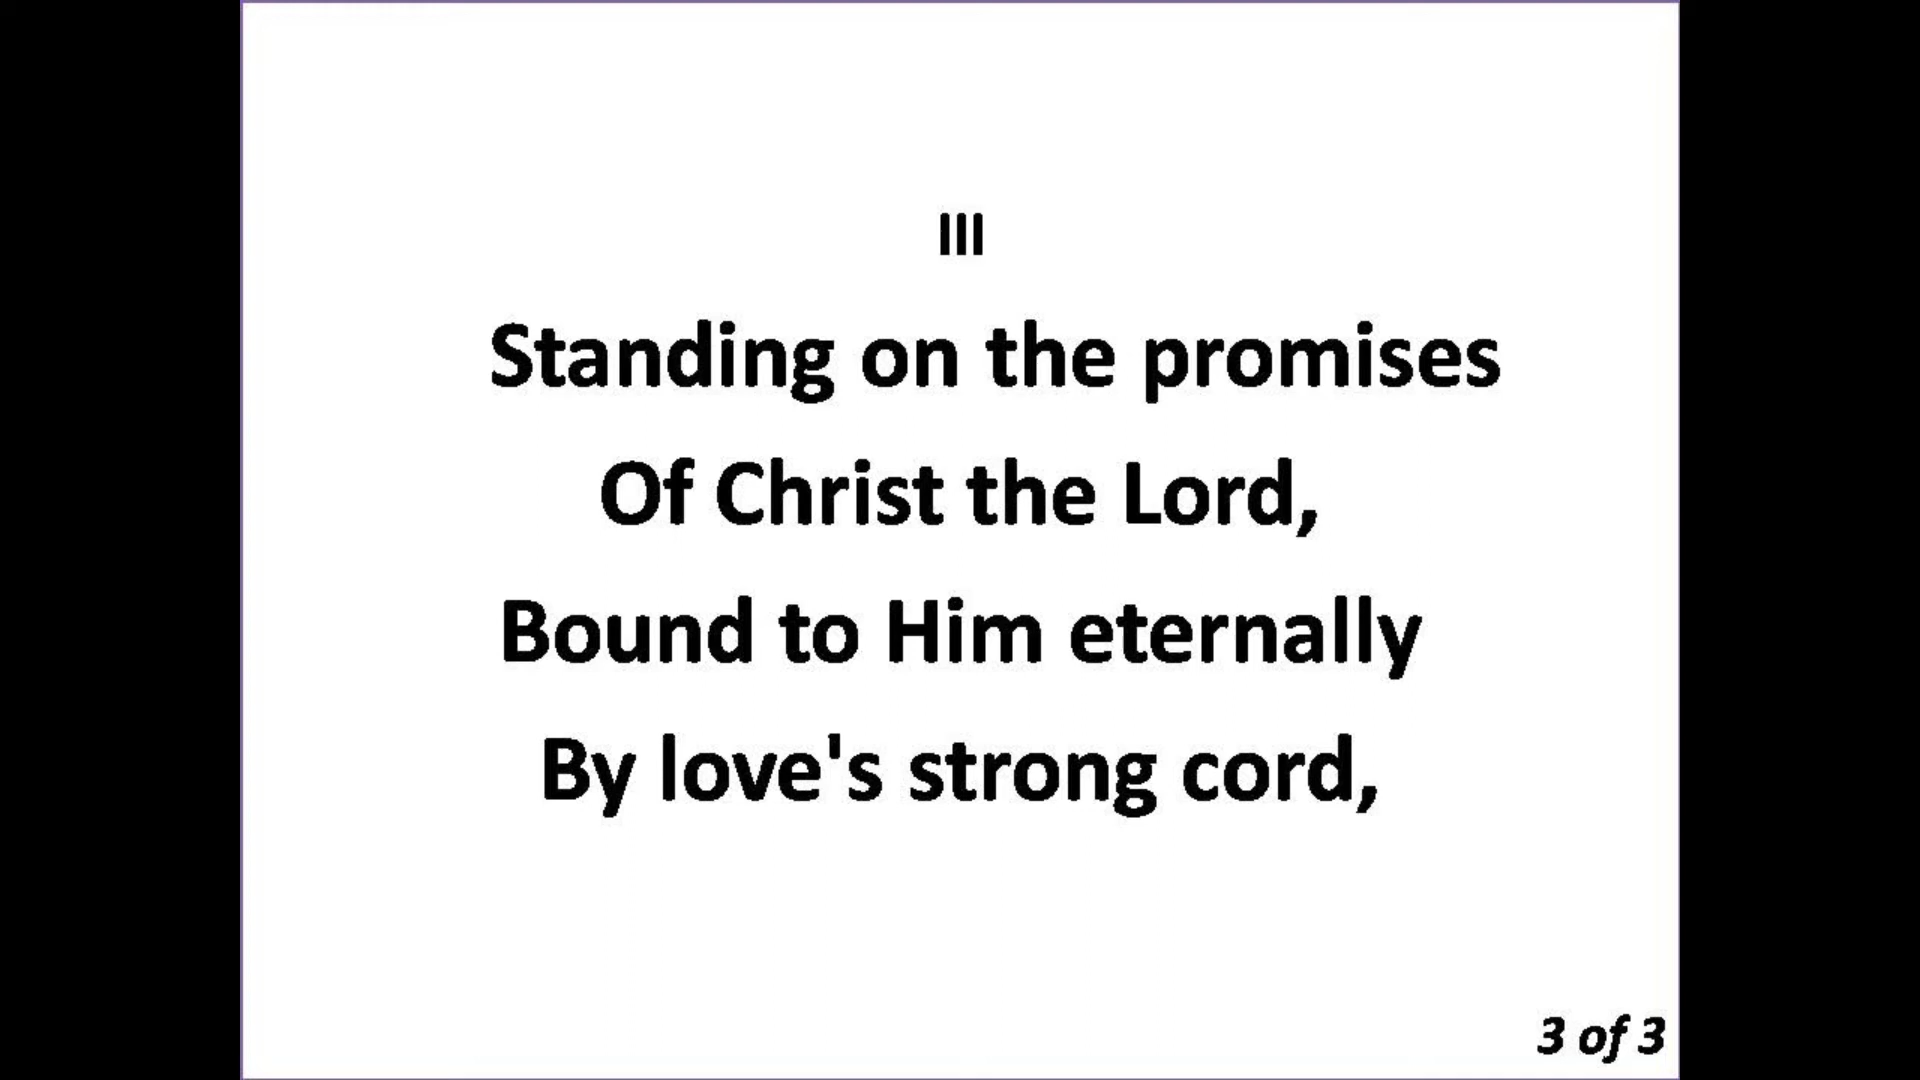 III
Standing on the promises
Of Christ the Lord,
Bound to Him eternally
By love's strong cord,
3 of 3